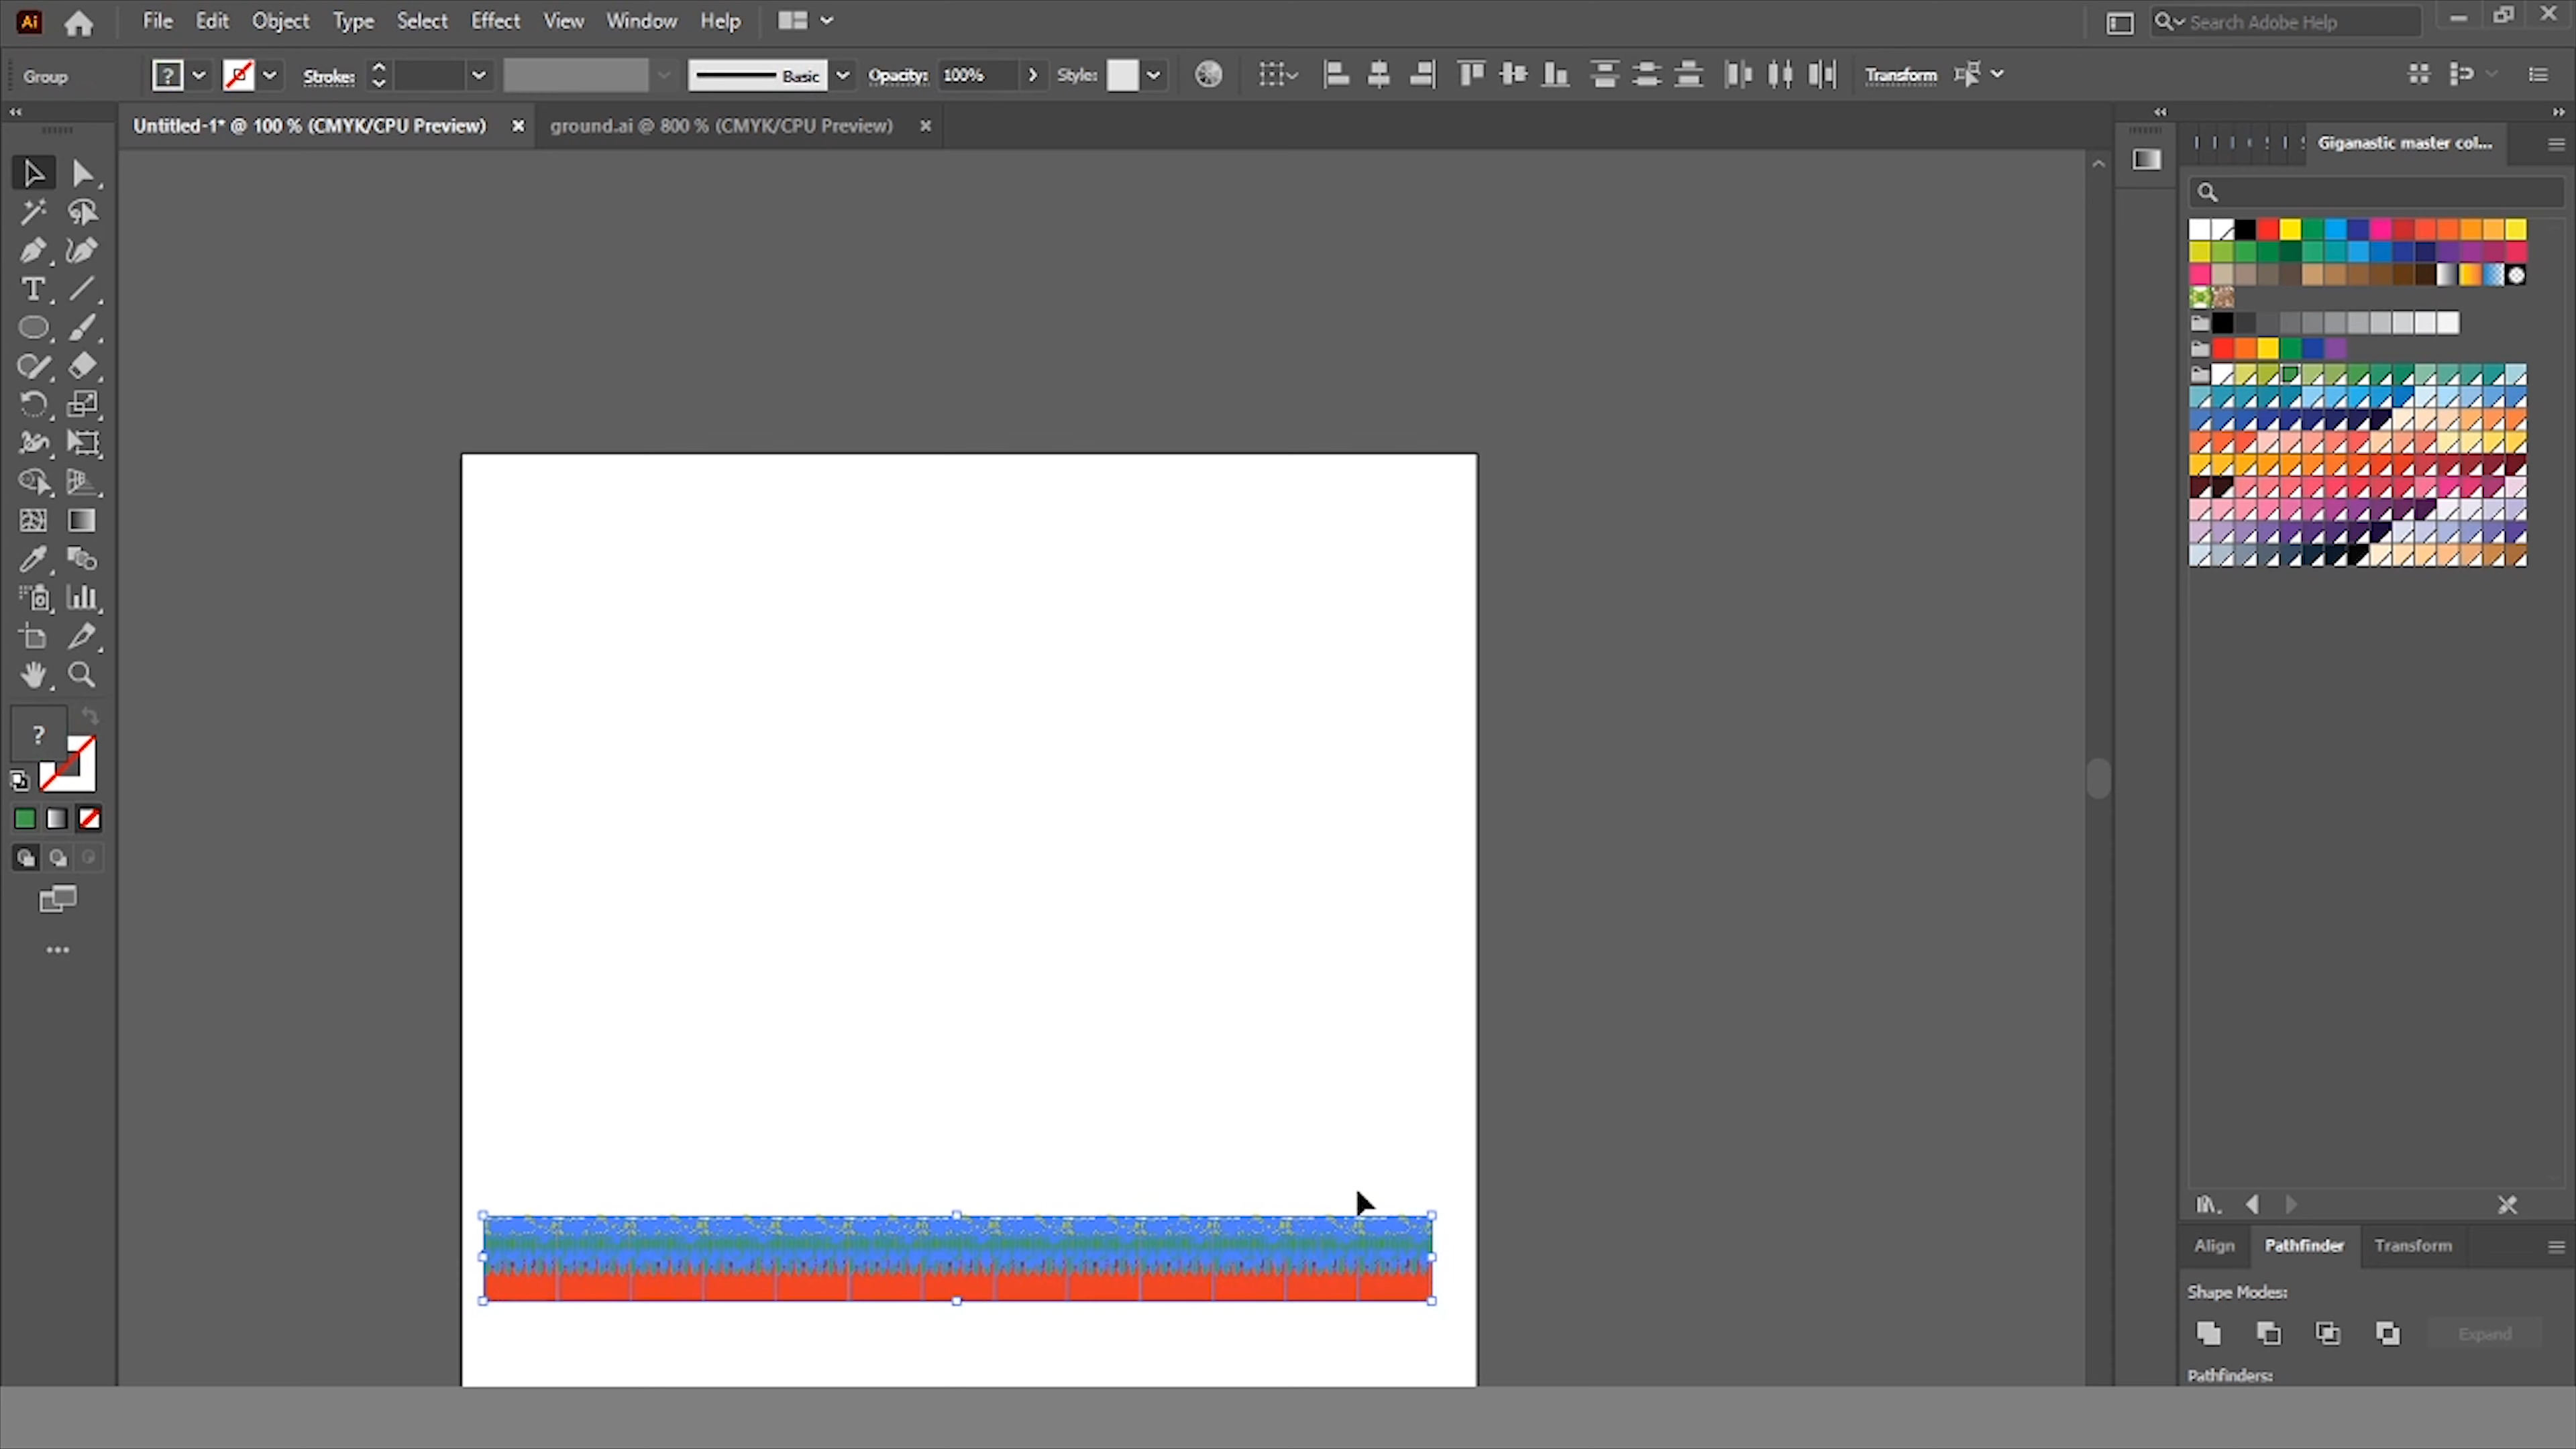 Ai File Edit Object Type Select Effect View Window Help Search Adobe Help
Group ? Stroke: Basic Opacity: 100% Style: Transform
Untitled-1* @ 100 % (CMYK/CPU Preview) ground.ai @ 800 % (CMYK/CPU Preview)
Giganastic master col...
?
Align Pathfinder Transform
Shape Modes:
Expand
Pathfinders: